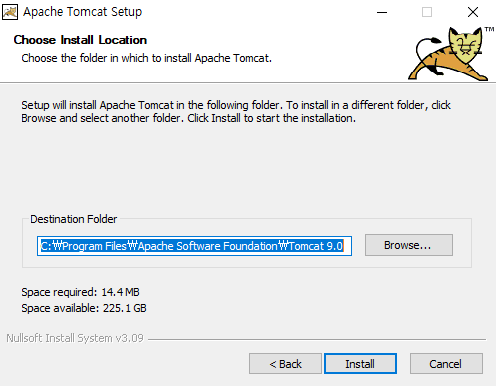 Apache Tomcat Setup
Choose Install Location
Choose the folder in which to install Apache Tomcat.
Setup will install Apache Tomcat in the following folder. To install in a different folder, click
Browse and select another folder. Click Install to start the installation.
Destination Folder
C:₩Program Files₩Apache Software Foundation₩Tomcat 9.0
Browse...
Space required: 14.4 MB
Space available: 225.1 GB
Nullsoft Install System v3.09
< Back
Install
Cancel